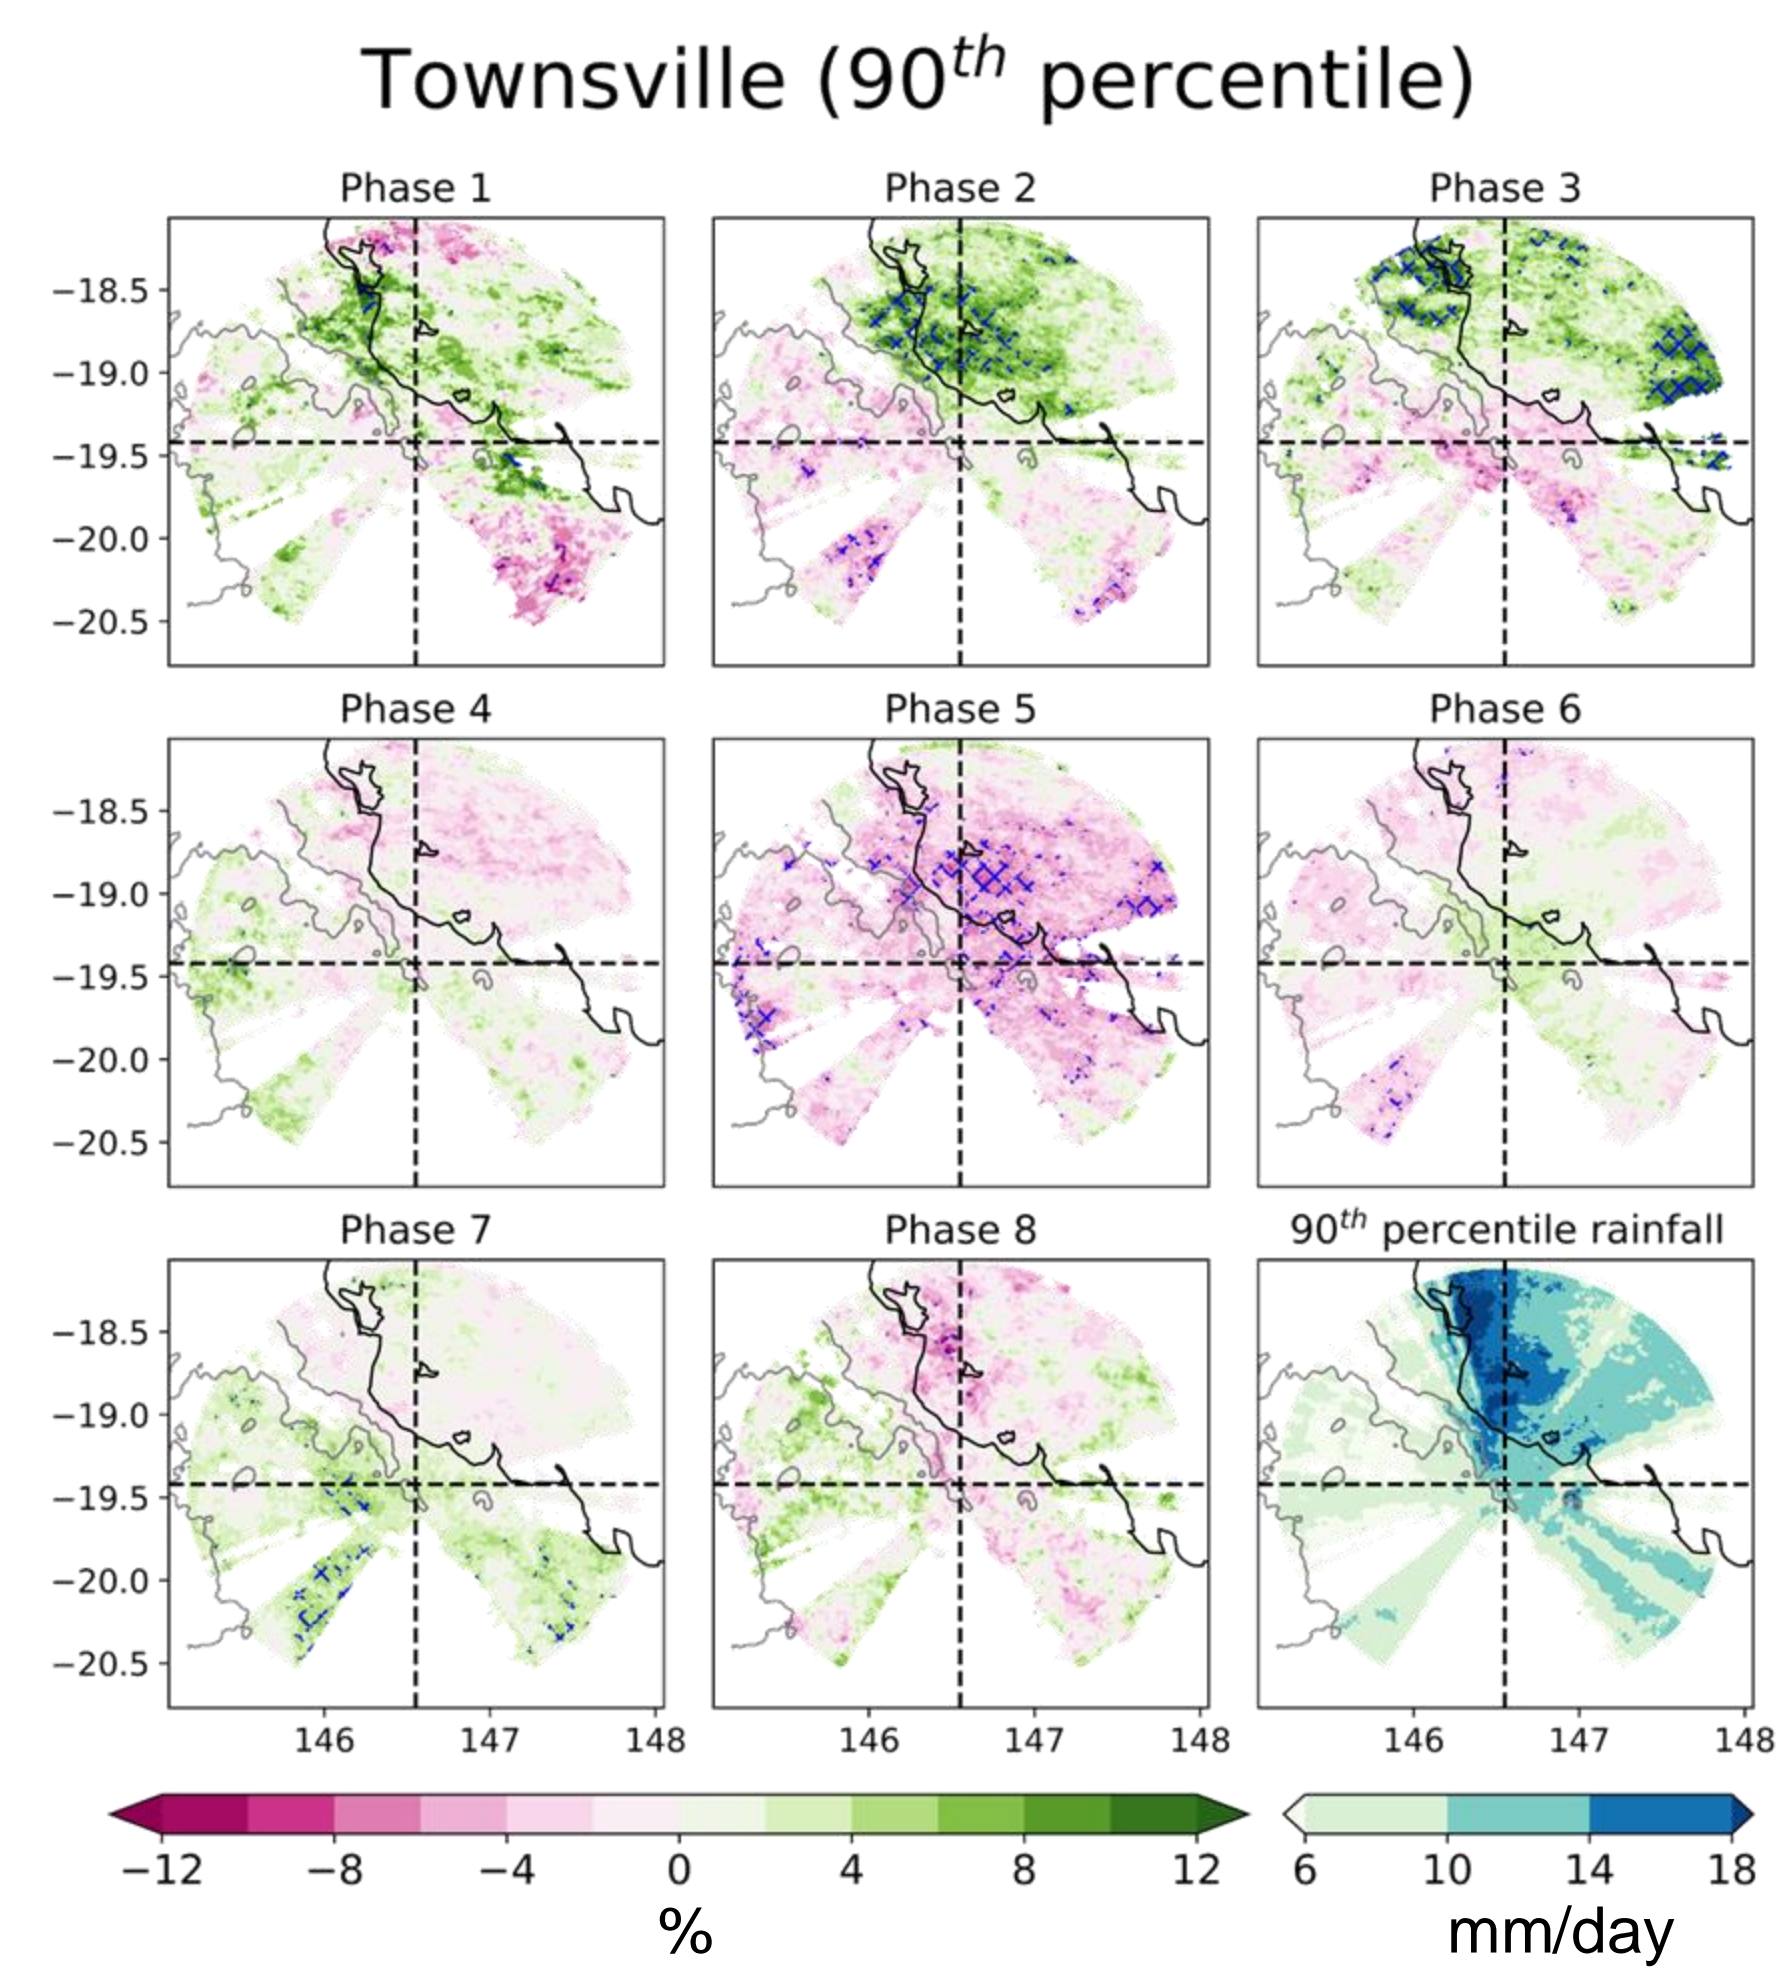 Townsville (90th percentile)
Phase 1 Phase 2 Phase 3
−18.5
−19.0
−19.5
−20.0
−20.5
Phase 4 Phase 5 Phase 6
−18.5
−19.0
−19.5
−20.0
−20.5
Phase 7 Phase 8 90th percentile rainfall
−18.5
−19.0
−19.5
−20.0
−20.5
146 147 148 146 147 148 146 147 148
−12 −8 −4 0 4 8 12 6 10 14 18
% mm/day